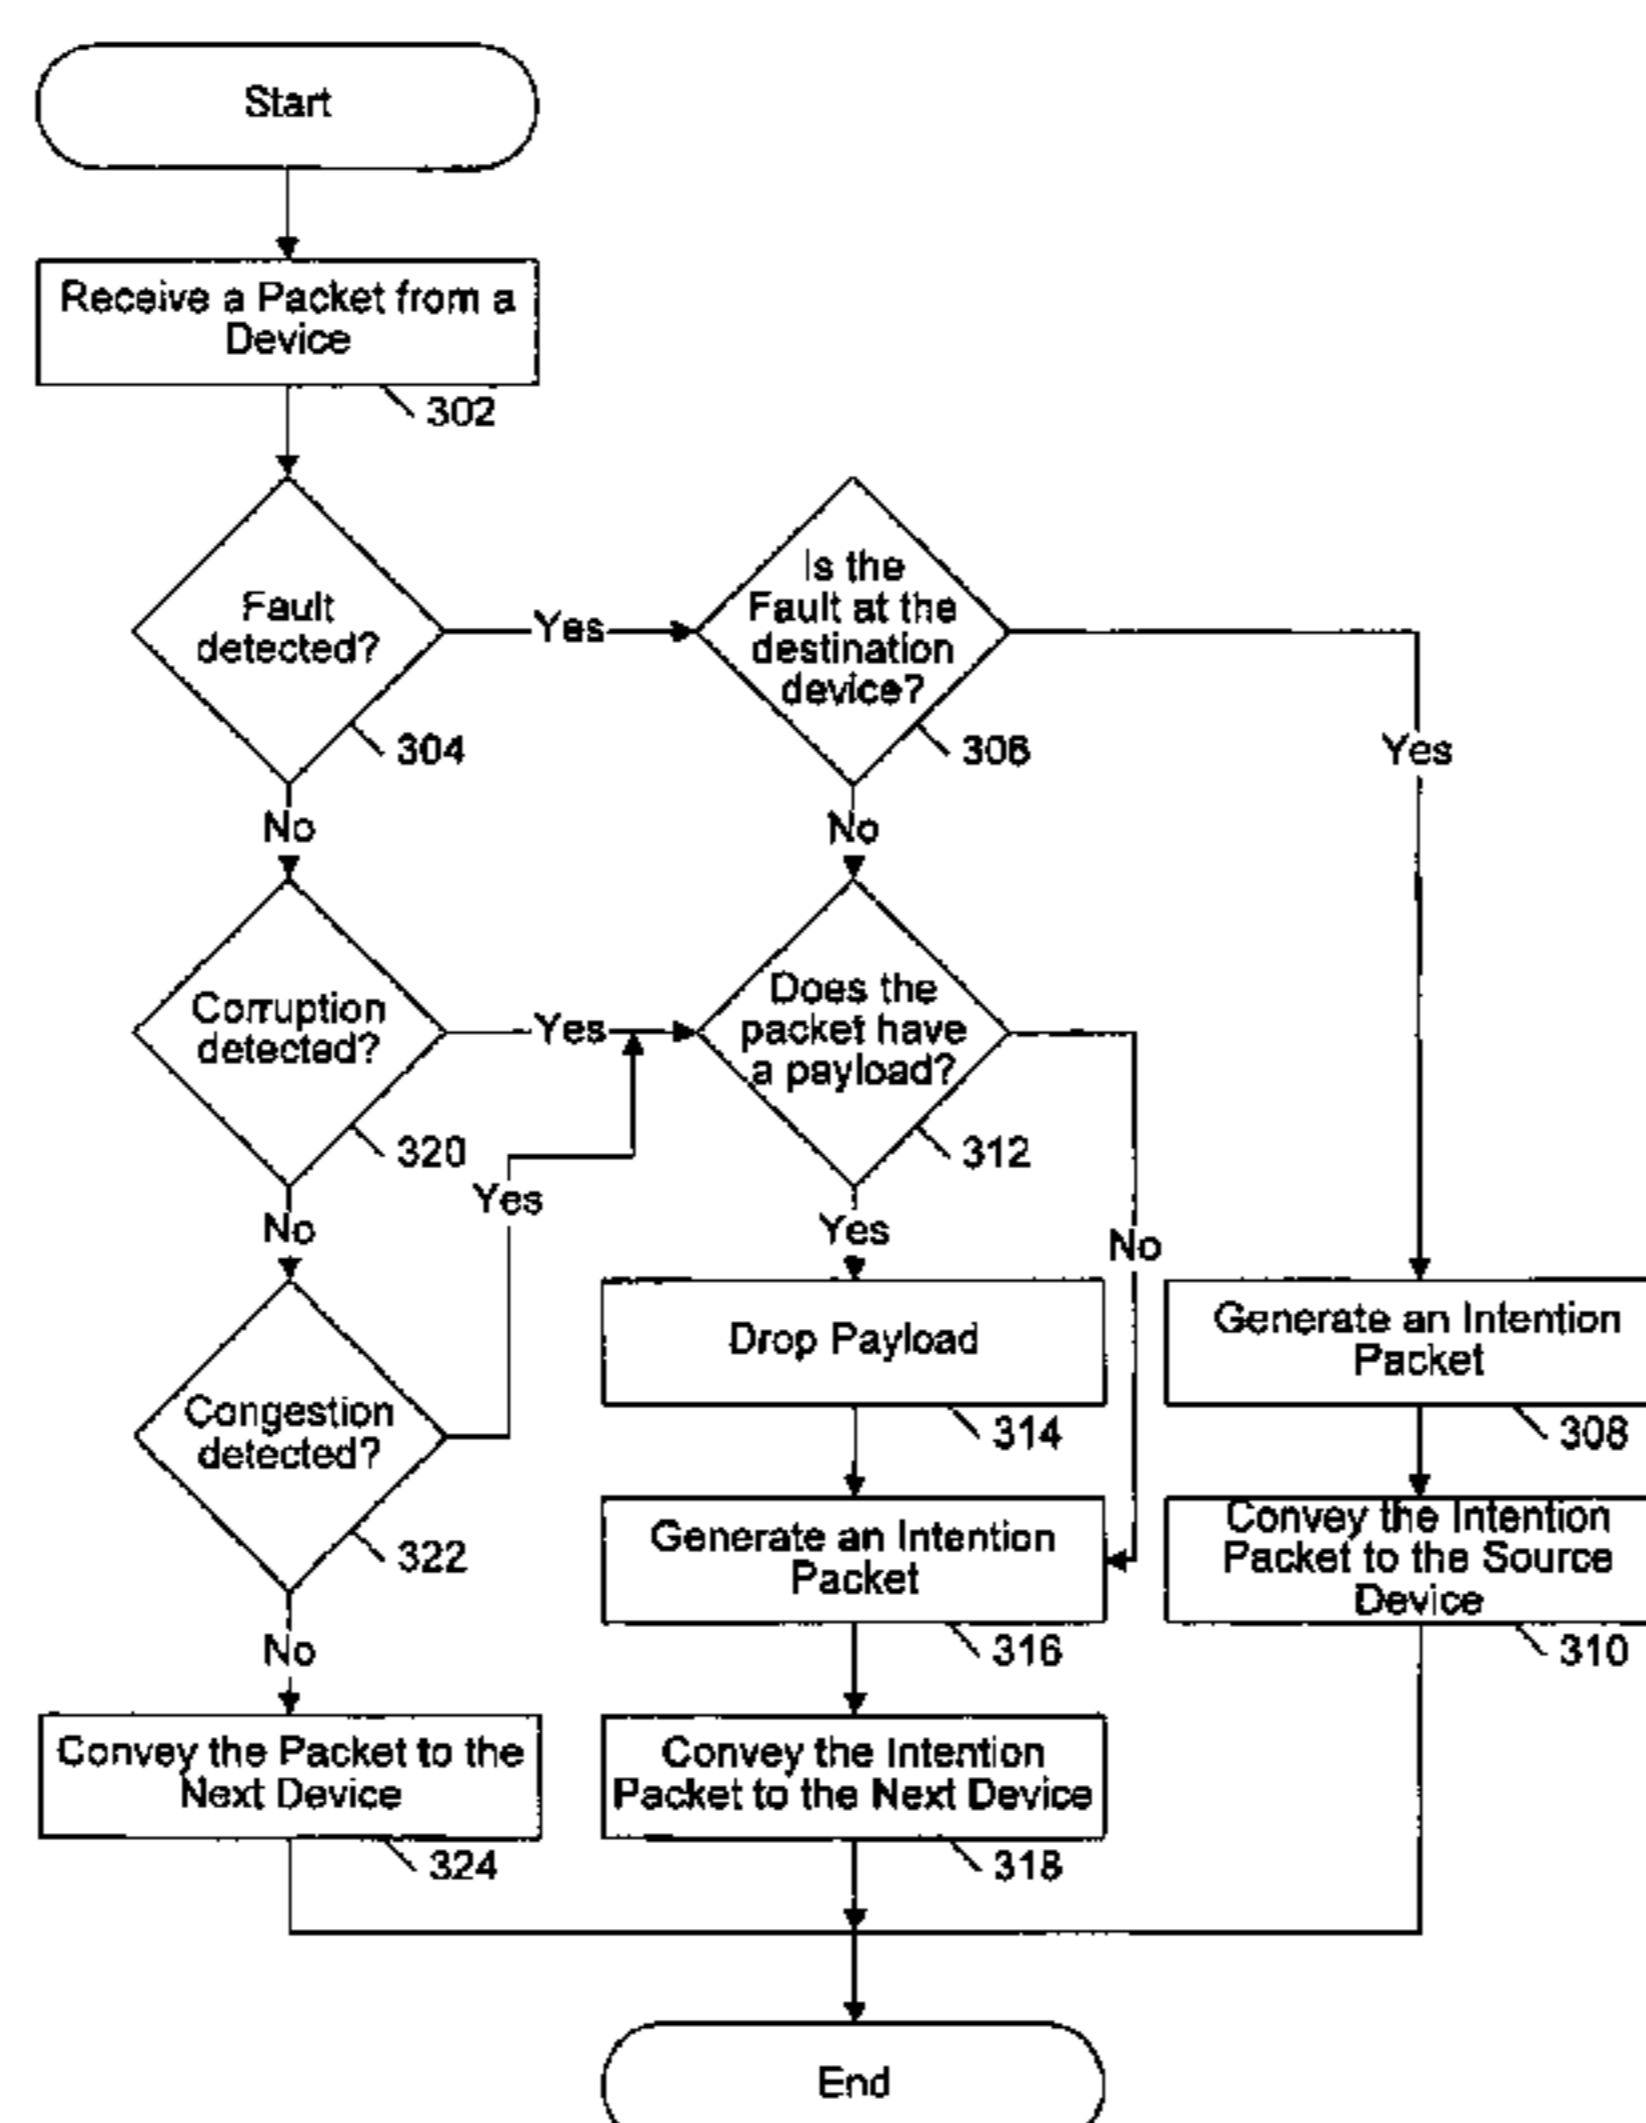 Start
Receive a Packet from a
Device
302
Fault
detected?
304
Yes
Is the
Fault at the
destination
device?
306
Yes
No
No
Corruption
detected?
320
Yes
Does the
packet have
a payload?
312
No
Yes
Yes
No
Congestion
detected?
322
Drop Payload
314
Generate an Intention
Packet
308
Generate an Intention
Packet
316
Convey the Intention
Packet to the Source
Device
310
No
Convey the Packet to the
Next Device
324
Convey the Intention
Packet to the Next Device
318
End